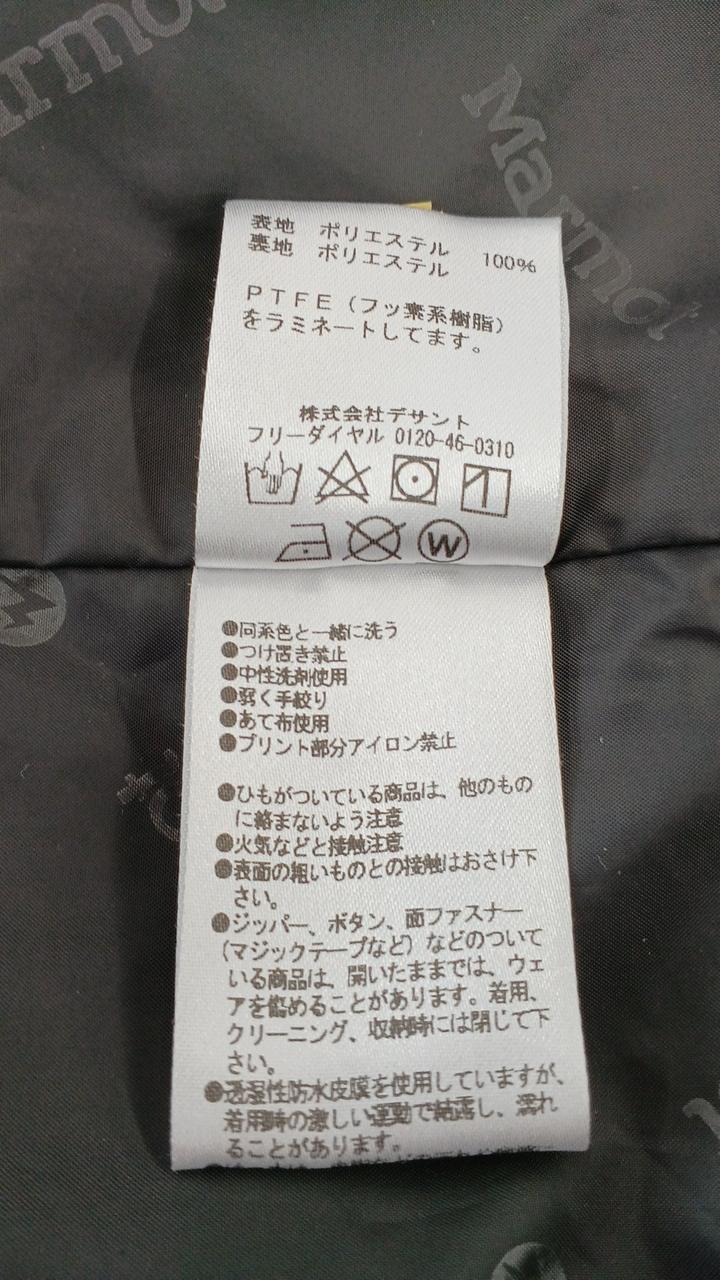 Marmot
Marmot
表地 ポリエステル
裏地 ポリエステル 100%
PTFE(フッ素系樹脂)
をラミネートしてます。
株式会社デサント
フリーダイヤル 0120-46-0310
W
●同系色と一緒に洗う
●つけ置き禁止
●中性洗剤使用
●弱く手絞り
●あて布使用
●プリント部分アイロン禁止
●ひもがついている商品は、他のもの
に絡まないよう注意
●火気などと接触注意
●表面の粗いものとの接触はおさけ下
さい。
●ジッパー、ボタン、面ファスナー
(マジックテープなど)などのついて
いる商品は、開いたままでは、ウェ
アを傷めることがあります。着用、
クリーニング、収納時には閉じて下
さい。
●透湿性防水皮膜を使用していますが、
着用時の激しい運動で結露し、濡れ
ることがあります。